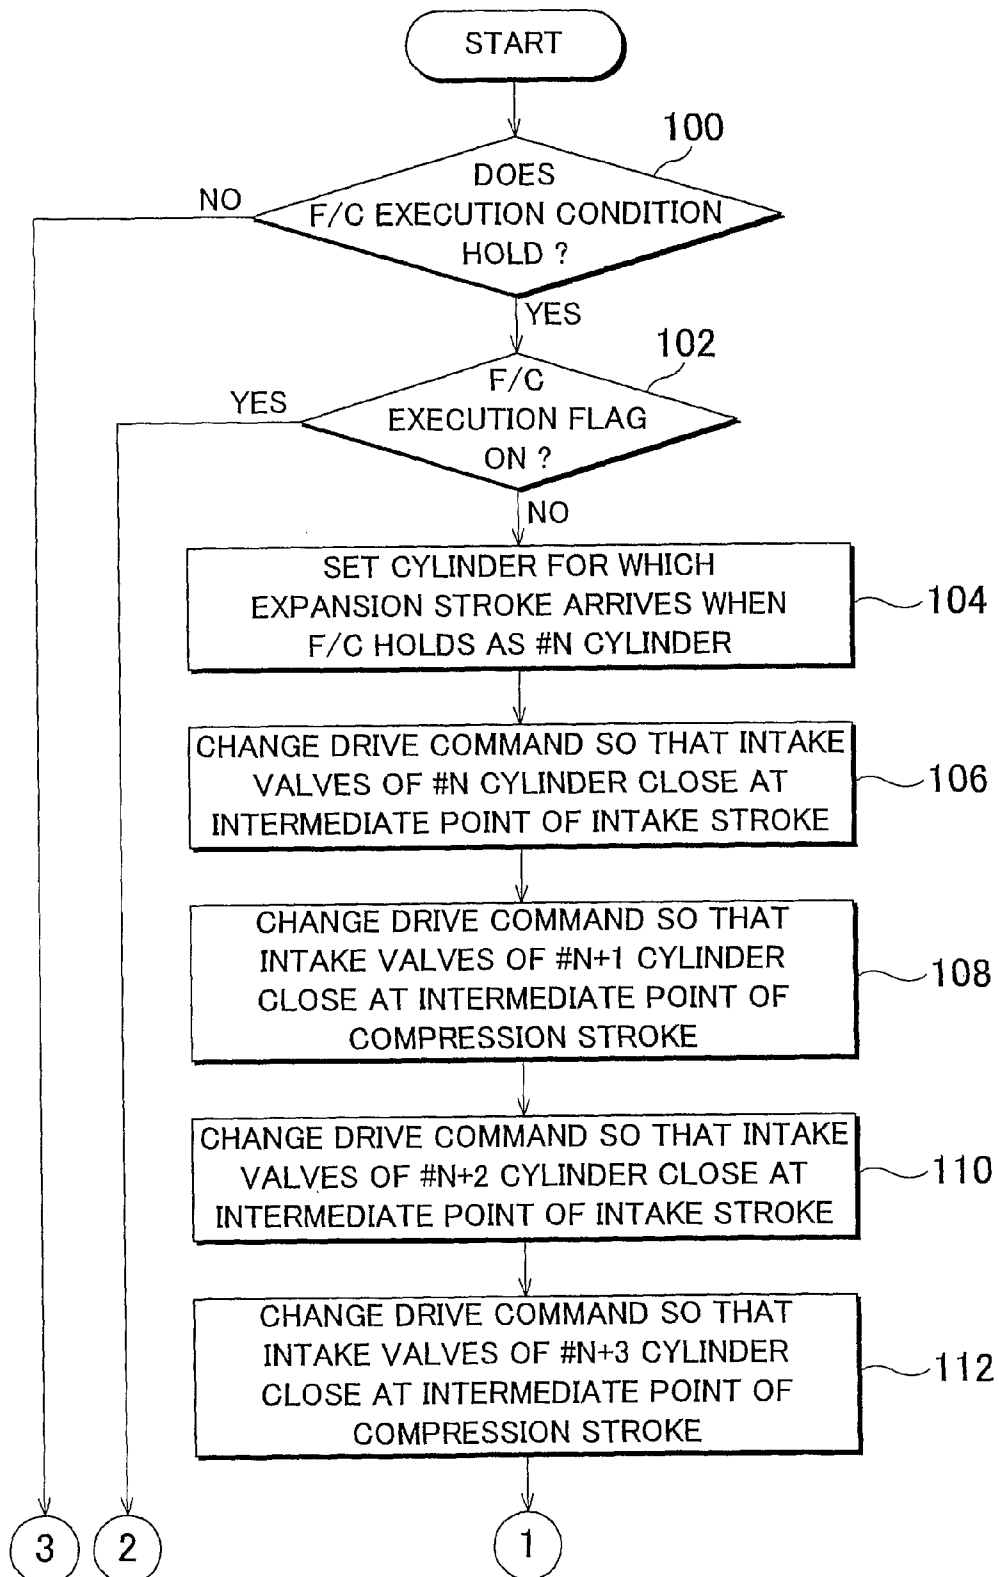 START
100
DOES
F/C EXECUTION CONDITION
HOLD ?
NO
YES
102
F/C
EXECUTION FLAG
ON ?
YES
NO
SET CYLINDER FOR WHICH
EXPANSION STROKE ARRIVES WHEN
F/C HOLDS AS #N CYLINDER
104
CHANGE DRIVE COMMAND SO THAT INTAKE
VALVES OF #N CYLINDER CLOSE AT
INTERMEDIATE POINT OF INTAKE STROKE
106
CHANGE DRIVE COMMAND SO THAT
INTAKE VALVES OF #N+1 CYLINDER
CLOSE AT INTERMEDIATE POINT OF
COMPRESSION STROKE
108
CHANGE DRIVE COMMAND SO THAT INTAKE
VALVES OF #N+2 CYLINDER CLOSE AT
INTERMEDIATE POINT OF INTAKE STROKE
110
CHANGE DRIVE COMMAND SO THAT
INTAKE VALVES OF #N+3 CYLINDER
CLOSE AT INTERMEDIATE POINT OF
COMPRESSION STROKE
112
3
2
1